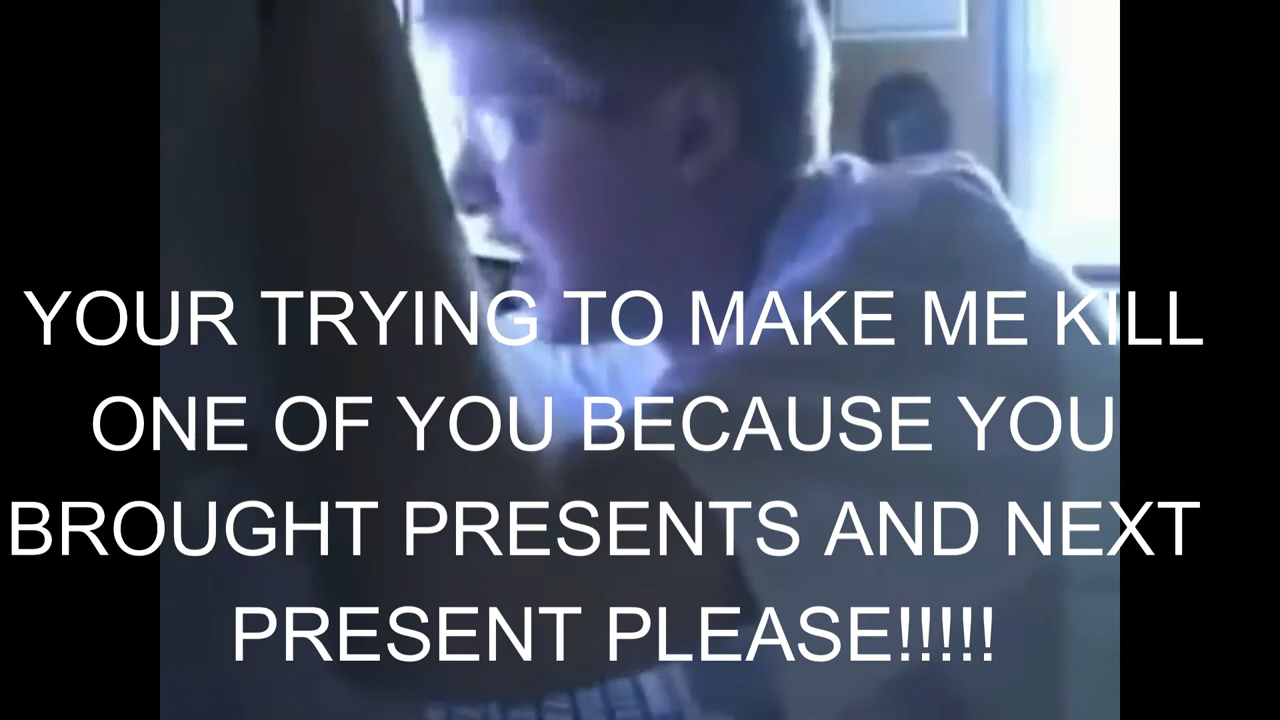 YOUR TRYING TO MAKE ME KILL
ONE OF YOU BECAUSE YOU
BROUGHT PRESENTS AND NEXT
PRESENT PLEASE!!!!!